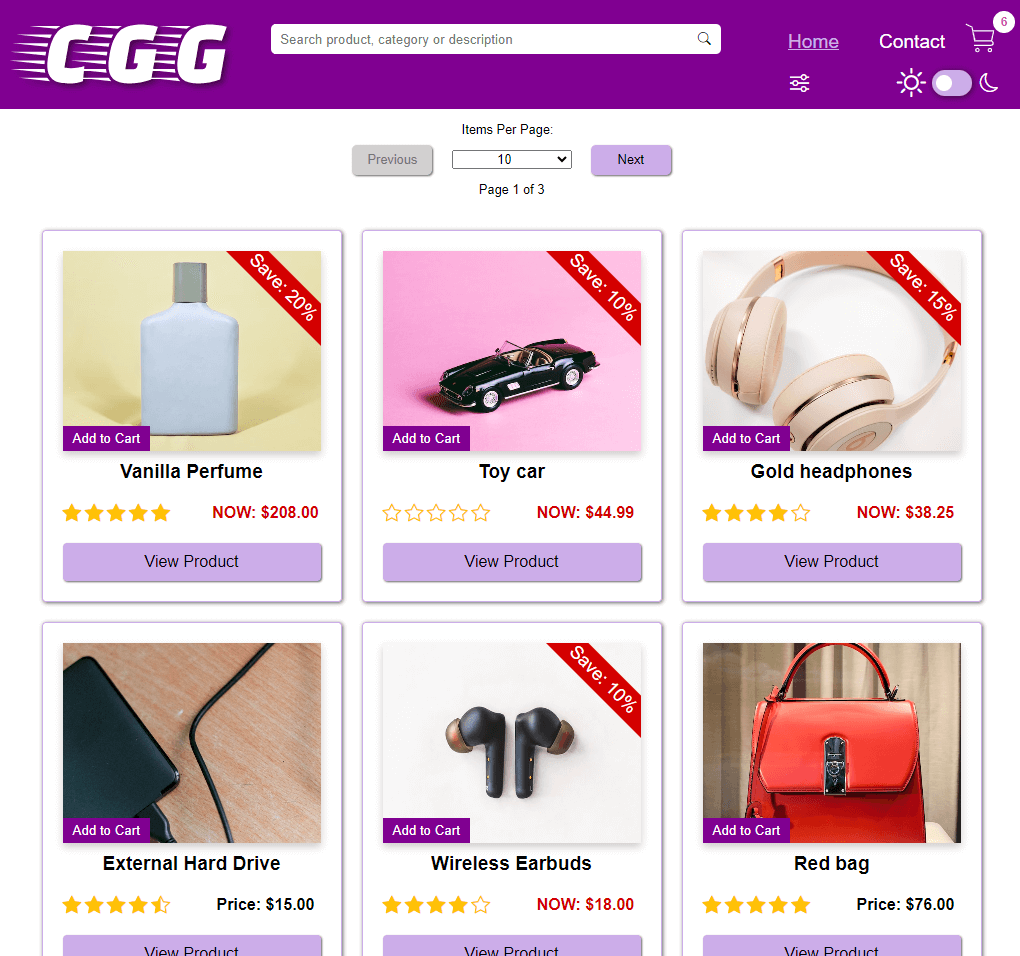 CGG
Search product, category or description
Home
Contact
6
Items Per Page:
Previous
10
Next
Page 1 of 3
Save: 20%
Add to Cart
Vanilla Perfume
NOW: $208.00
View Product
Save: 10%
Add to Cart
Toy car
NOW: $44.99
View Product
Save: 15%
Add to Cart
Gold headphones
NOW: $38.25
View Product
Add to Cart
External Hard Drive
Price: $15.00
View Product
Save: 10%
Add to Cart
Wireless Earbuds
NOW: $18.00
View Product
Add to Cart
Red bag
Price: $76.00
View Product